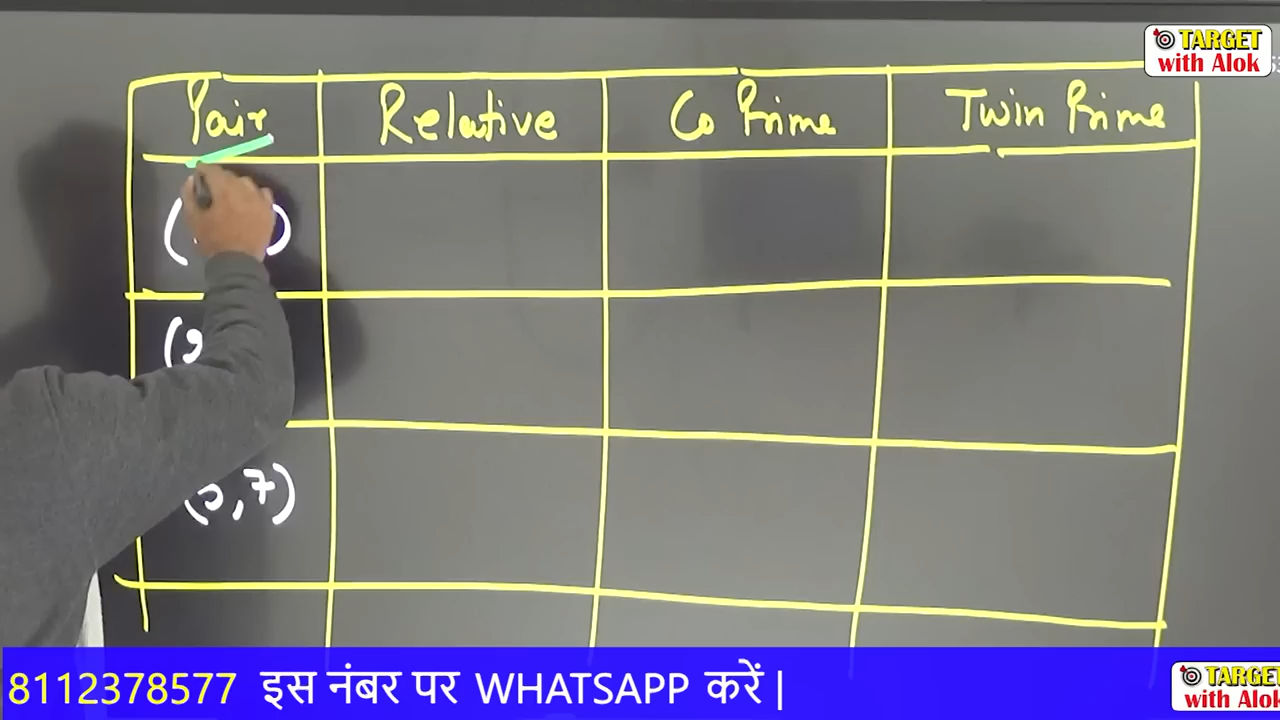 TARGET
with Alok
Pair Relative Co Prime Twin Prime
,7)
8112378577 इस नंबर पर WHATSAPP करें |
TARGET
with Alok